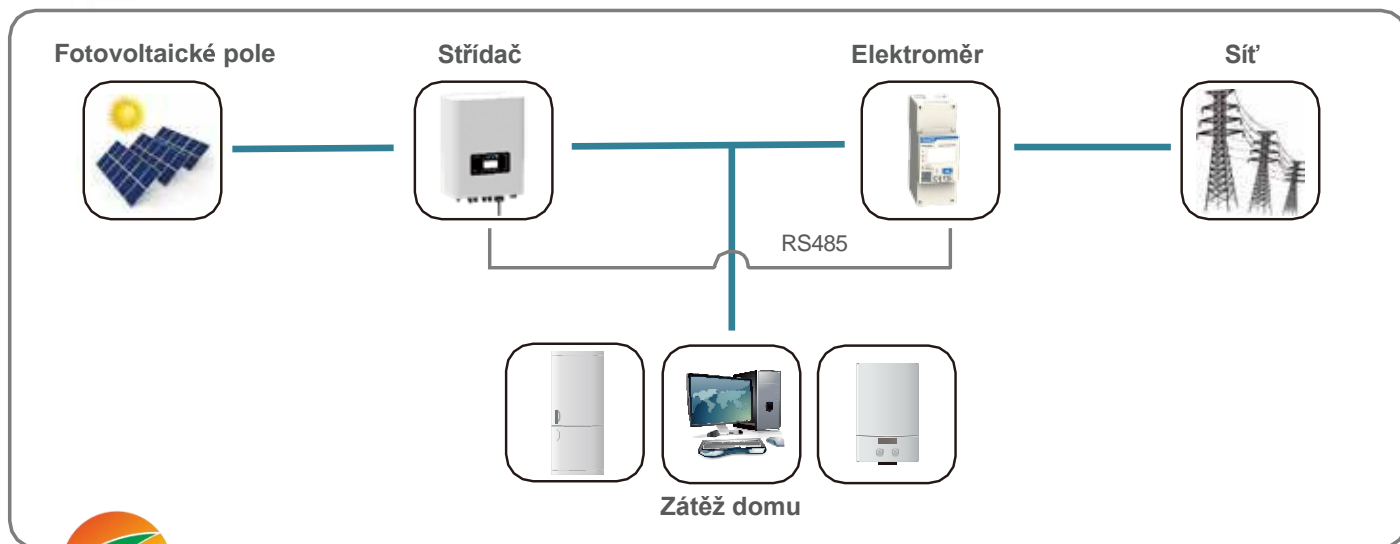 Fotovoltaické pole
Střídač
Elektroměr
Síť
RS485
Zátěž domu